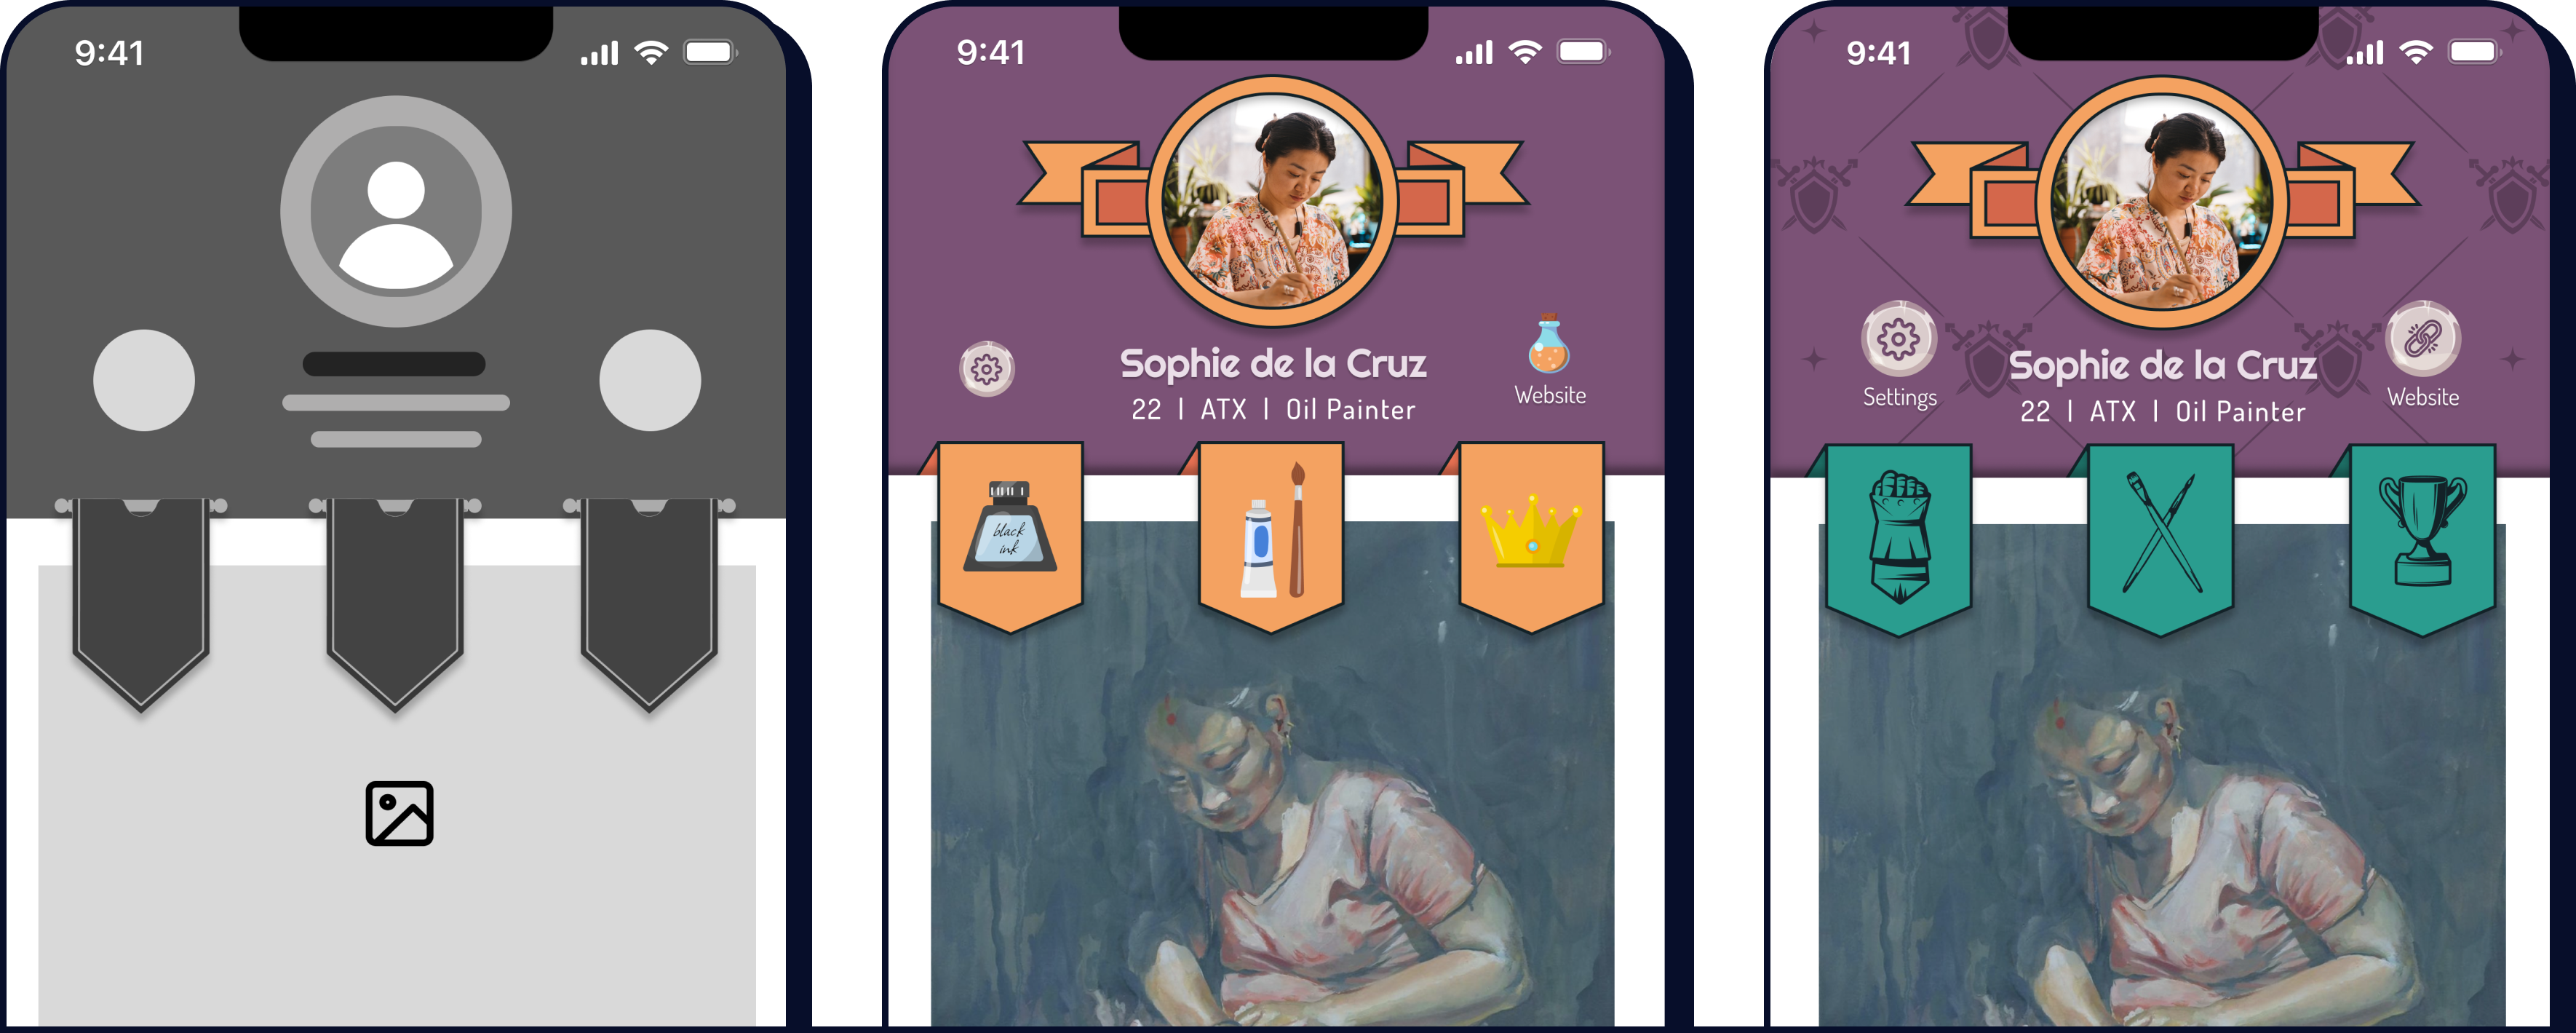 9:41
9:41
Sophie de la Cruz
22 | ATX | Oil Painter
Website
black
ink
9:41
Settings
Sophie de la Cruz
22 | ATX | Oil Painter
Website